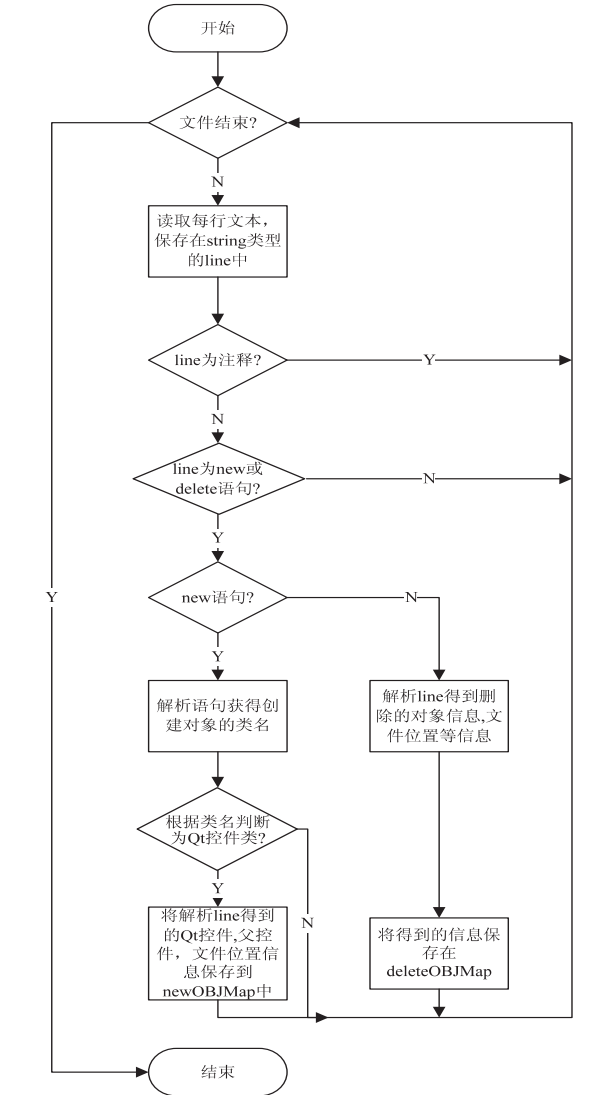 开始
文件结束?
N
读取每行文本，
保存在string类型
的line中
line为注释?
Y
N
line为new或
delete语句?
N
Y
Y
new语句?
N
Y
解析语句获得创
建对象的类名
解析line得到删
除的对象信息,文
件位置等信息
根据类名判断
为Qt控件类?
Y
N
将解析line得到
的Qt控件,父控
件，文件位置信
息保存到
newOBJMap中
将得到的信息保
存在
deleteOBJMap
结束